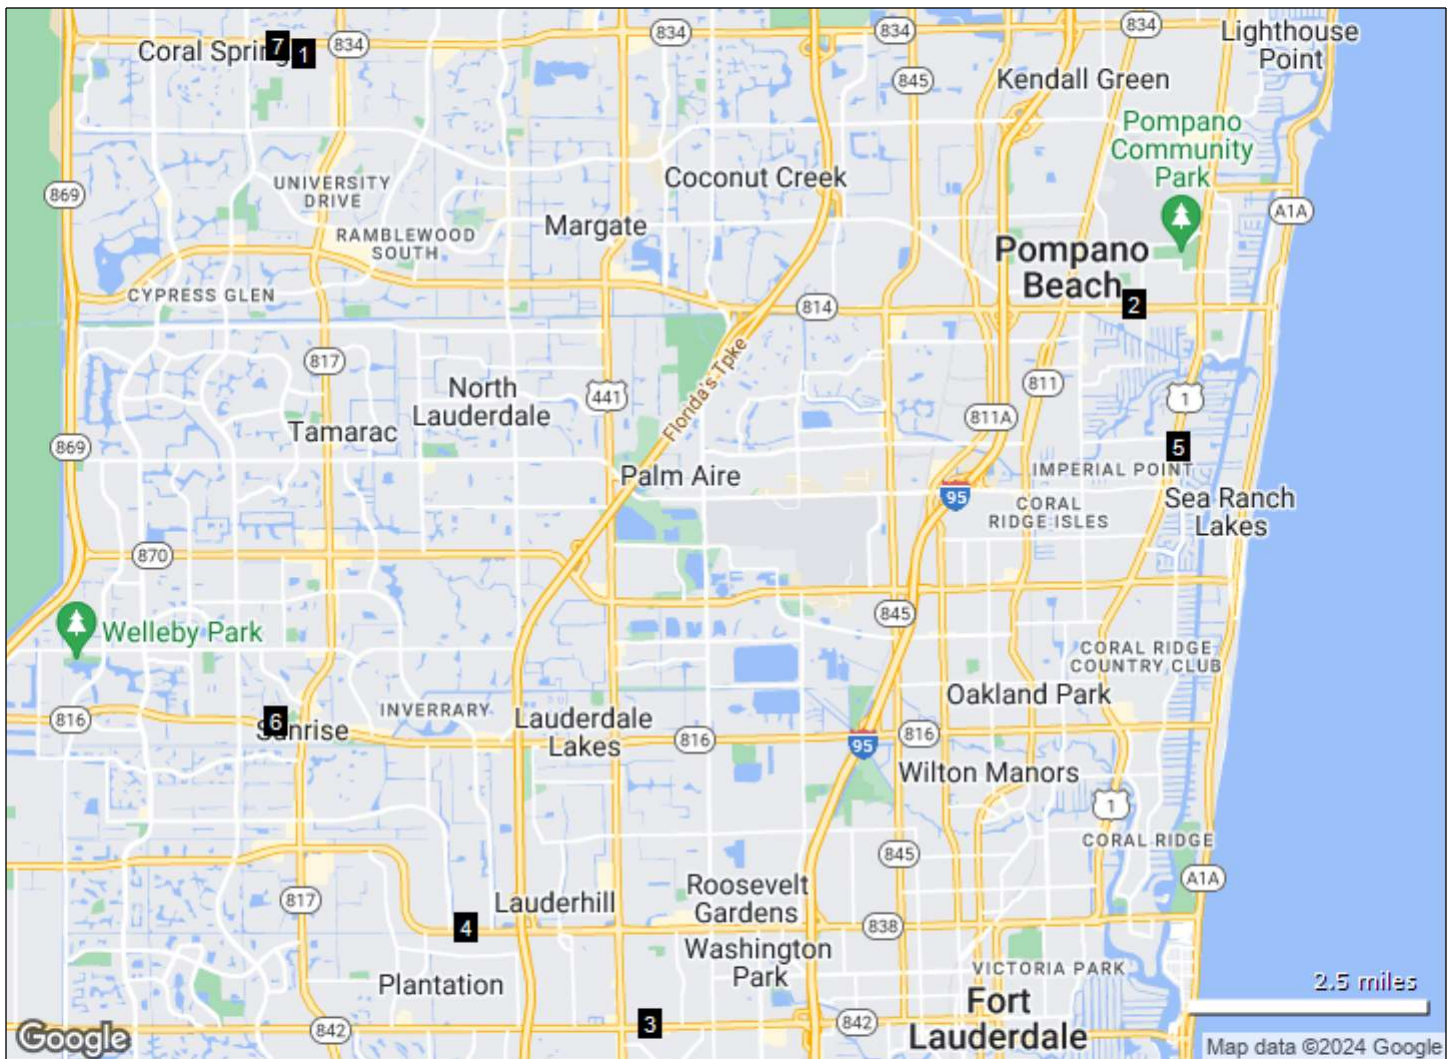 Coral Spring
7
1
834
834
834
834
Lighthouse
Point
845
Kendall Green
Pompano
Community
Park
869
UNIVERSITY
DRIVE
Coconut Creek
A1A
RAMBLEWOOD
SOUTH
Margate
Pompano
Beach
CYPRESS GLEN
814
2
817
Florida's Tpke
North
Lauderdale
441
811
1
811A
Tamarac
869
5
Palm Aire
IMPERIAL POINT
95
CORAL
RIDGE ISLES
Sea Ranch
Lakes
870
845
Welleby Park
CORAL RIDGE
COUNTRY CLUB
Oakland Park
816
6
Sunrise
INVERRARY
Lauderdale
Lakes
816
95
816
Wilton Manors
1
CORAL RIDGE
845
A1A
817
Lauderhill
Roosevelt
Gardens
4
838
Washington
Park
Plantation
VICTORIA PARK
2.5 miles
Fort
Lauderdale
842
3
842
Google
Map data ©2024 Google